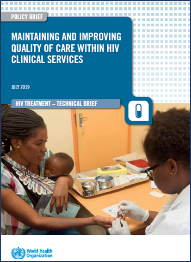 POLICY BRIEF
MAINTAINING AND IMPROVING
QUALITY OF CARE WITHIN HIV
CLINICAL SERVICES
JULY 2019
HIV TREATMENT – TECHNICAL BRIEF
World Health
Organization